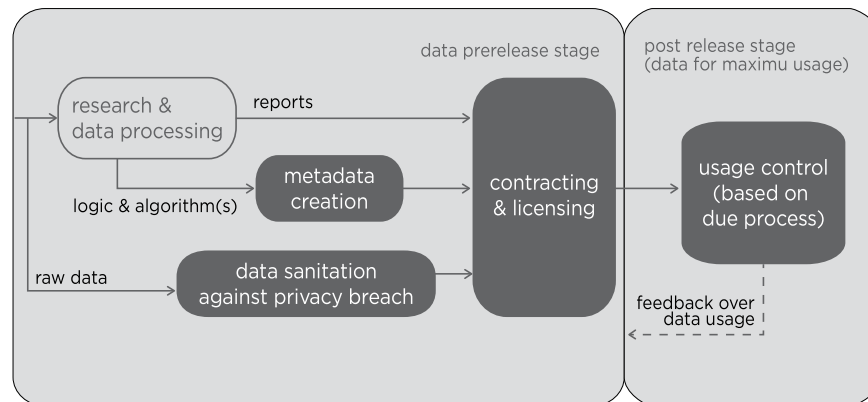 data prerelease stage
post release stage
(data for maximu usage)
research &
data processing
reports
metadata
creation
logic & algorithm(s)
contracting
& licensing
usage control
(based on
due process)
raw data
data sanitation
against privacy breach
feedback over
data usage